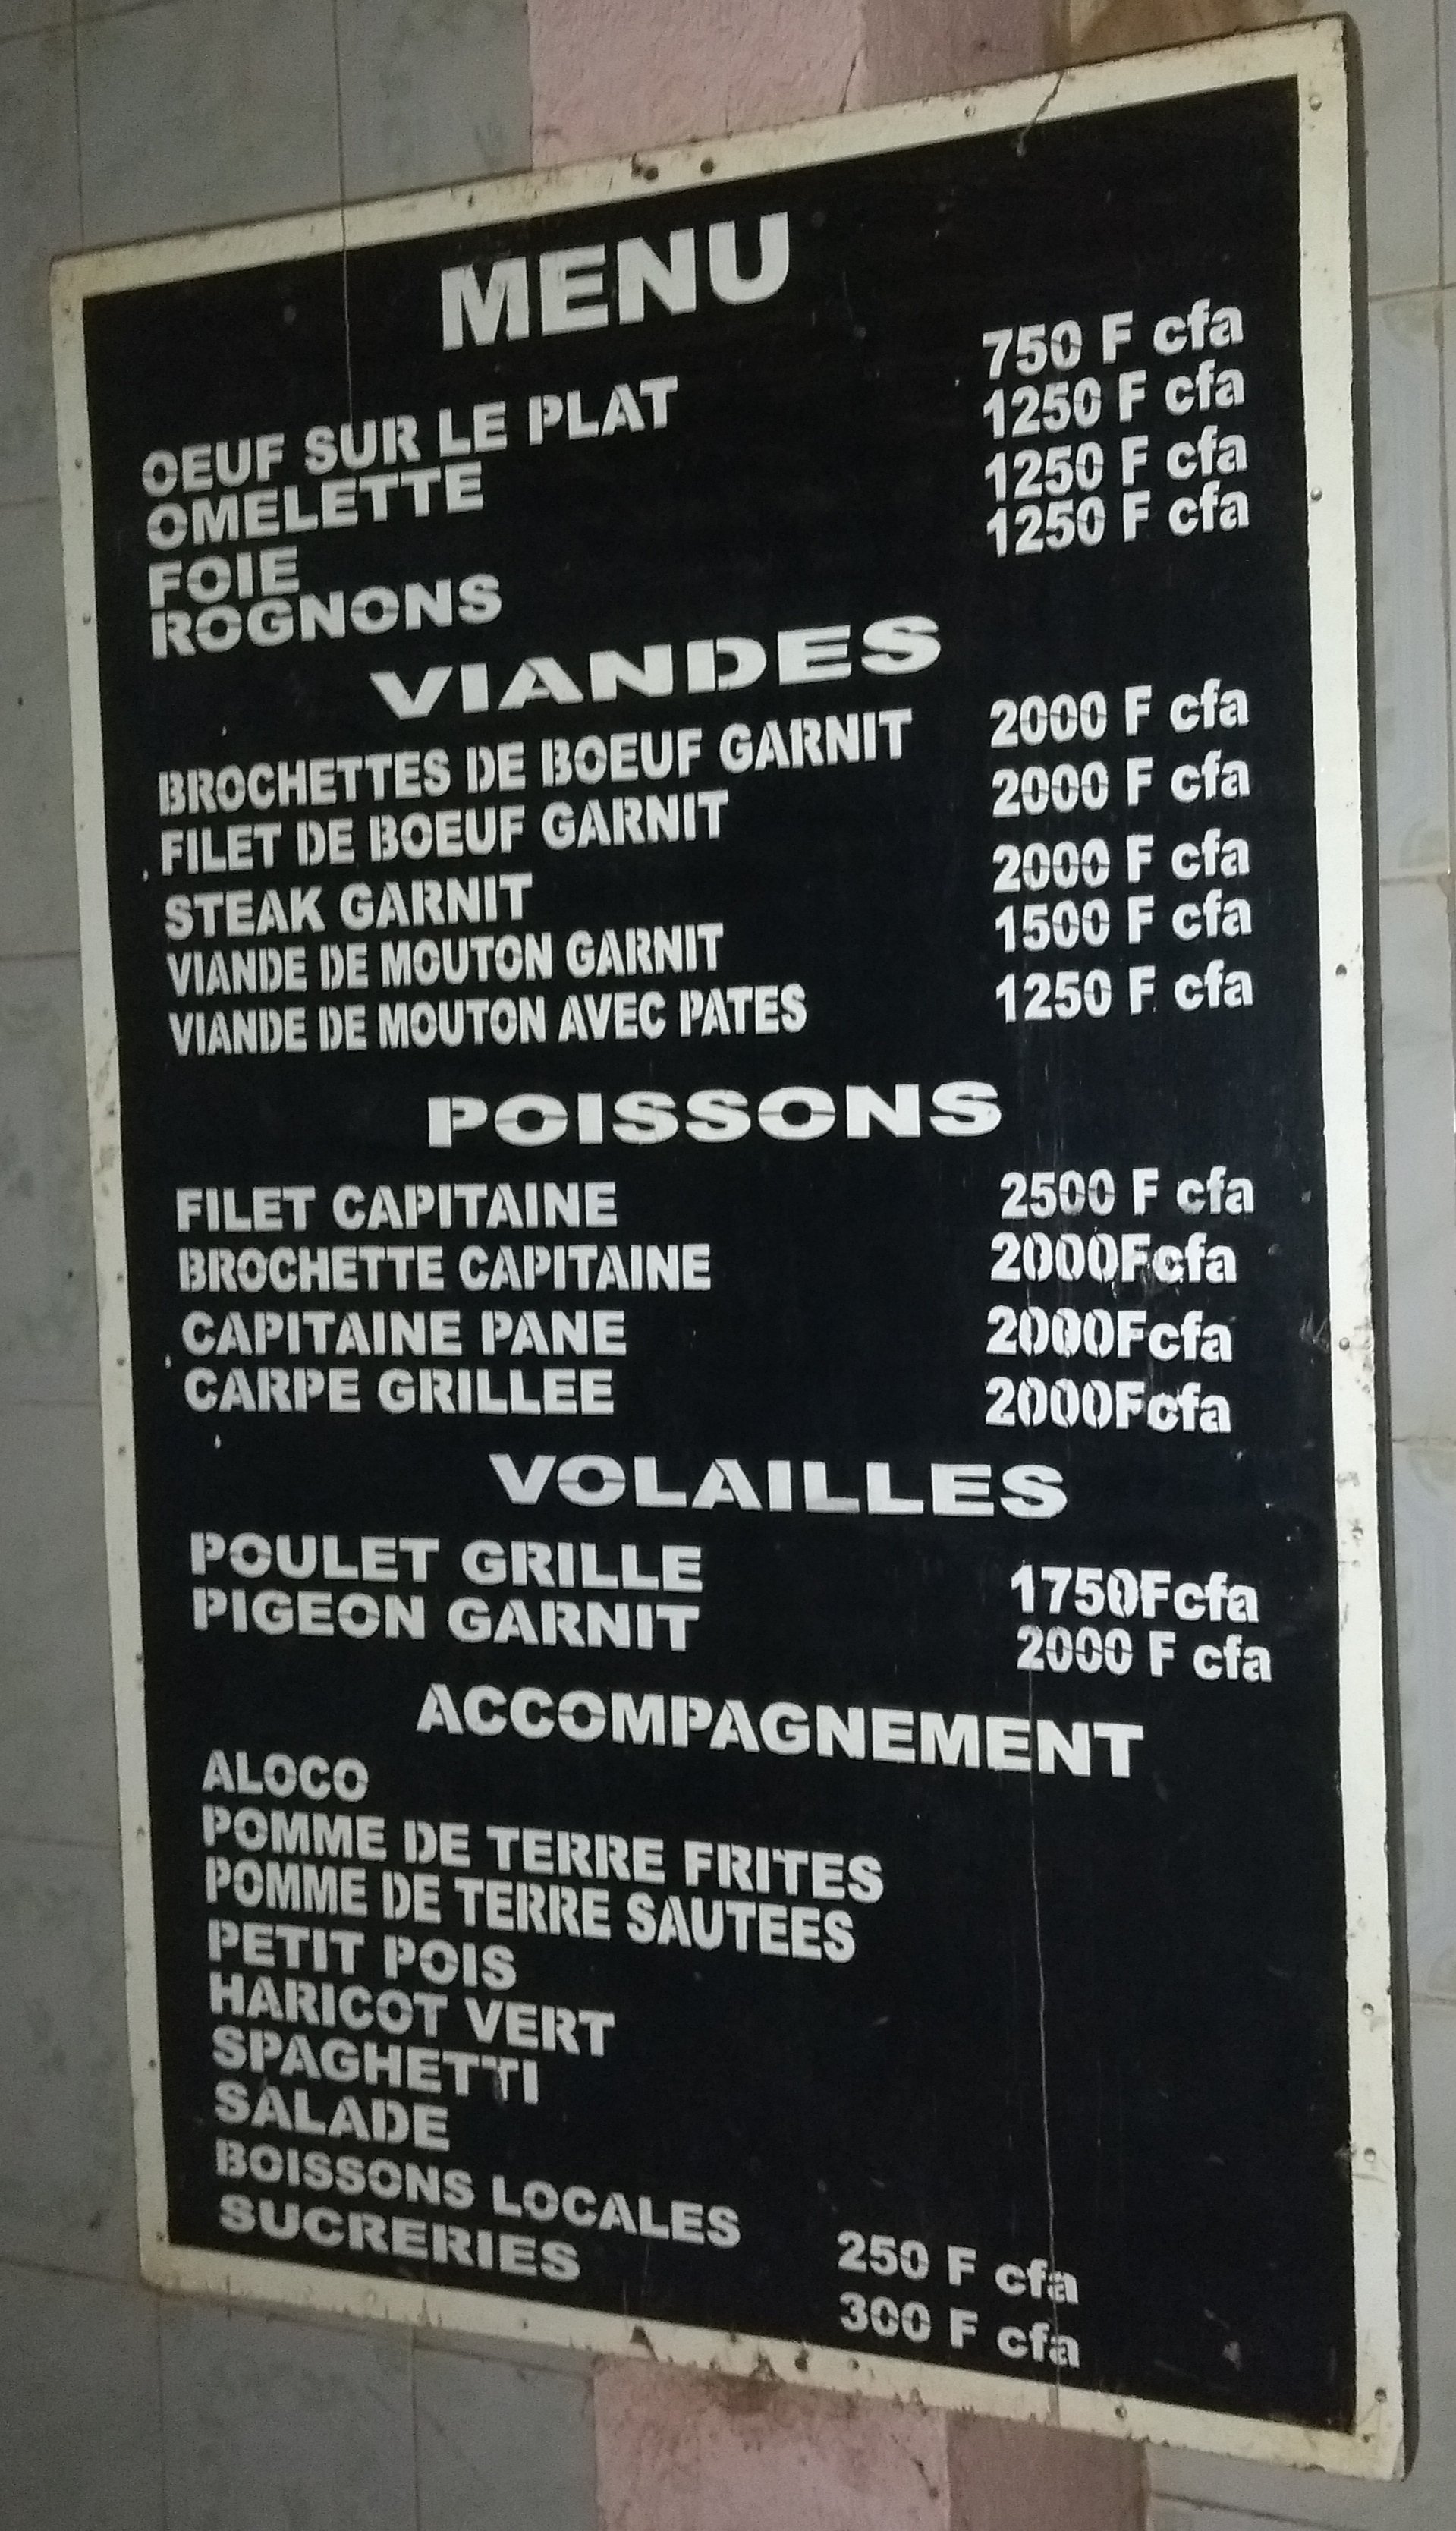 MENU
OEUF SUR LE PLAT 750 F cfa
OMELETTE 1250 F cfa
FOIE 1250 F cfa
ROGNONS 1250 F cfa
VIANDES
BROCHETTES DE BOEUF GARNIT 2000 F cfa
FILET DE BOEUF GARNIT 2000 F cfa
STEAK GARNIT 2000 F cfa
VIANDE DE MOUTON GARNIT 1500 F cfa
VIANDE DE MOUTON AVEC PATES 1250 F cfa
POISSONS
FILET CAPITAINE 2500 F cfa
BROCHETTE CAPITAINE 2000Fcfa
CAPITAINE PANE 2000Fcfa
CARPE GRILLEE 2000Fcfa
VOLAILLES
POULET GRILLE 1750Fcfa
PIGEON GARNIT 2000 F cfa
ACCOMPAGNEMENT
ALOCO
POMME DE TERRE FRITES
POMME DE TERRE SAUTEES
PETIT POIS
HARICOT VERT
SPAGHETTI
SALADE
BOISSONS LOCALES 250 F cfa
SUCRERIES 300 F cfa